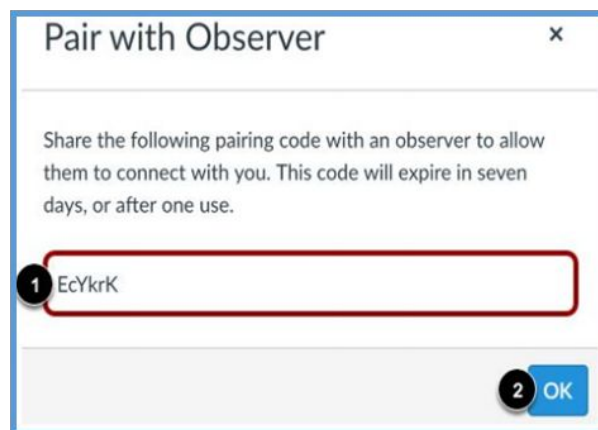 Pair with Observer ×
Share the following pairing code with an observer to allow
them to connect with you. This code will expire in seven
days, or after one use.
1 EcYkrK
2 OK